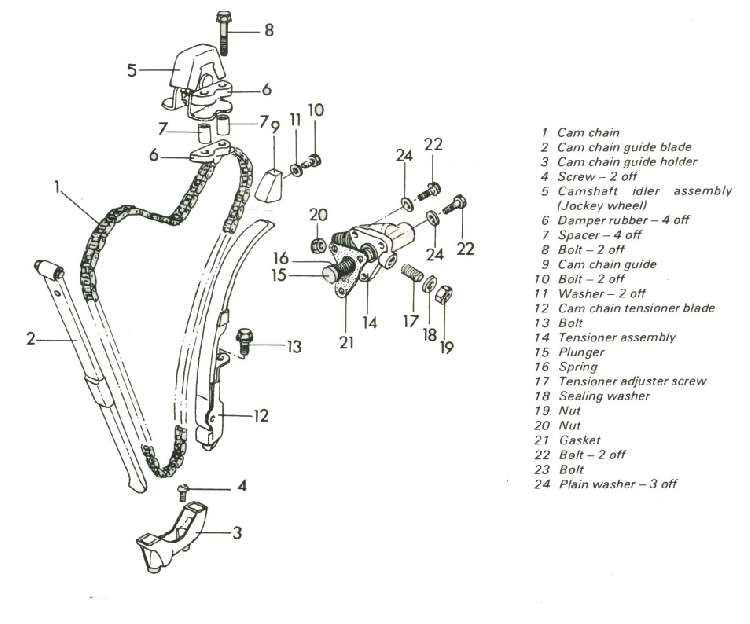 8
5
6
7
7
9
11
10
6
1
24
22
20
16
15
24
22
2
21
14
17
18
19
13
12
4
3
1 Cam chain
2 Cam chain guide blade
3 Cam chain guide holder
4 Screw – 2 off
5 Camshaft idler assembly
(Jockey wheel)
6 Damper rubber – 4 off
7 Spacer – 4 off
8 Bolt – 2 off
9 Cam chain guide
10 Bolt – 2 off
11 Washer – 2 off
12 Cam chain tensioner blade
13 Bolt
14 Tensioner assembly
15 Plunger
16 Spring
17 Tensioner adjuster screw
18 Sealing washer
19 Nut
20 Nut
21 Gasket
22 Bolt – 2 off
23 Bolt
24 Plain washer – 3 off